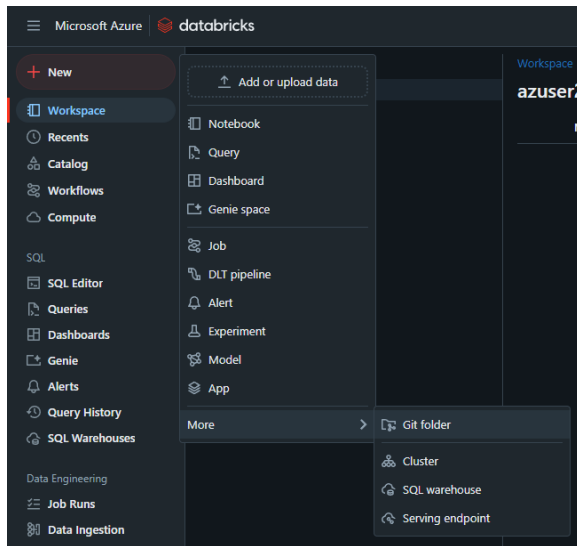 Microsoft Azure databricks
New
Workspace
Recents
Catalog
Workflows
Compute
SQL
SQL Editor
Queries
Dashboards
Genie
Alerts
Query History
SQL Warehouses
Data Engineering
Job Runs
Data Ingestion
Add or upload data
Notebook
Query
Dashboard
Genie space
Job
DLT pipeline
Alert
Experiment
Model
App
More
Git folder
Cluster
SQL warehouse
Serving endpoint
Workspace
azuser2